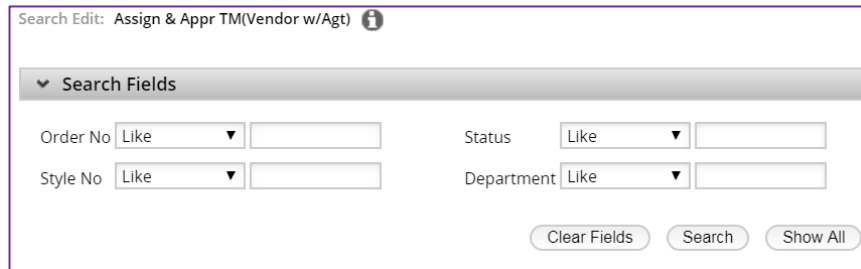 Search Edit: Assign & Appr TM(Vendor w/Agt)
Search Fields
Order No Like Status Like
Style No Like Department Like
Clear Fields Search Show All